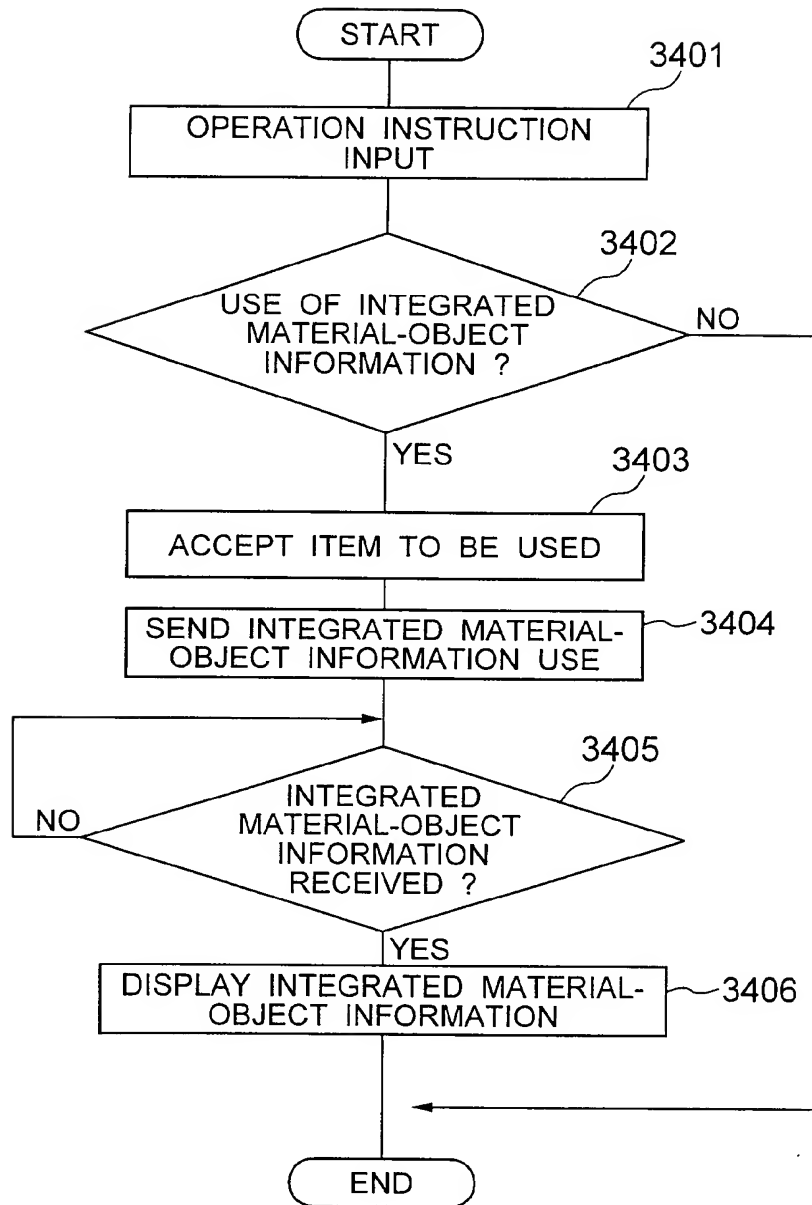 START
3401
OPERATION INSTRUCTION
INPUT
3402
USE OF INTEGRATED
MATERIAL-OBJECT
INFORMATION ?
NO
YES
3403
ACCEPT ITEM TO BE USED
SEND INTEGRATED MATERIAL-
OBJECT INFORMATION USE
3404
3405
INTEGRATED
MATERIAL-OBJECT
INFORMATION
RECEIVED ?
NO
YES
DISPLAY INTEGRATED MATERIAL-
OBJECT INFORMATION
3406
END